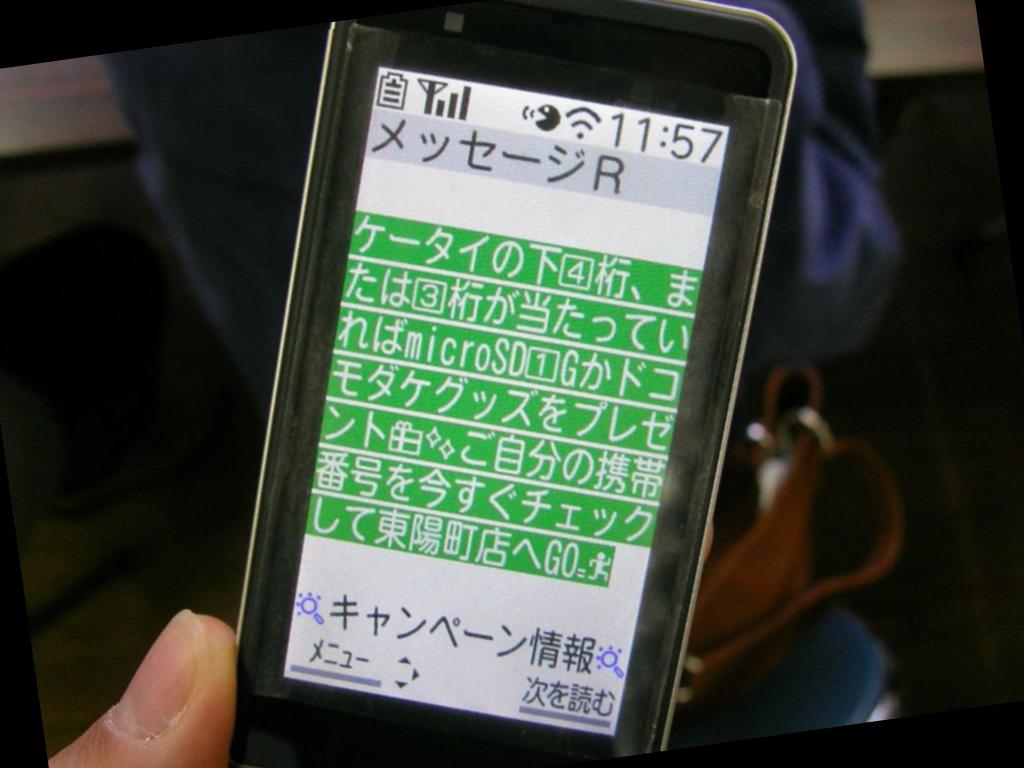 11:57
メッセージR
ケータイの下4桁、ま
たは3桁が当たってい
ればmicroSD1Gかドコ
モダケグッズをプレゼ
ントご自分の携帯
番号を今すぐチェック
して東陽町店へGO
キャンペーン情報
メニュー
次を読む